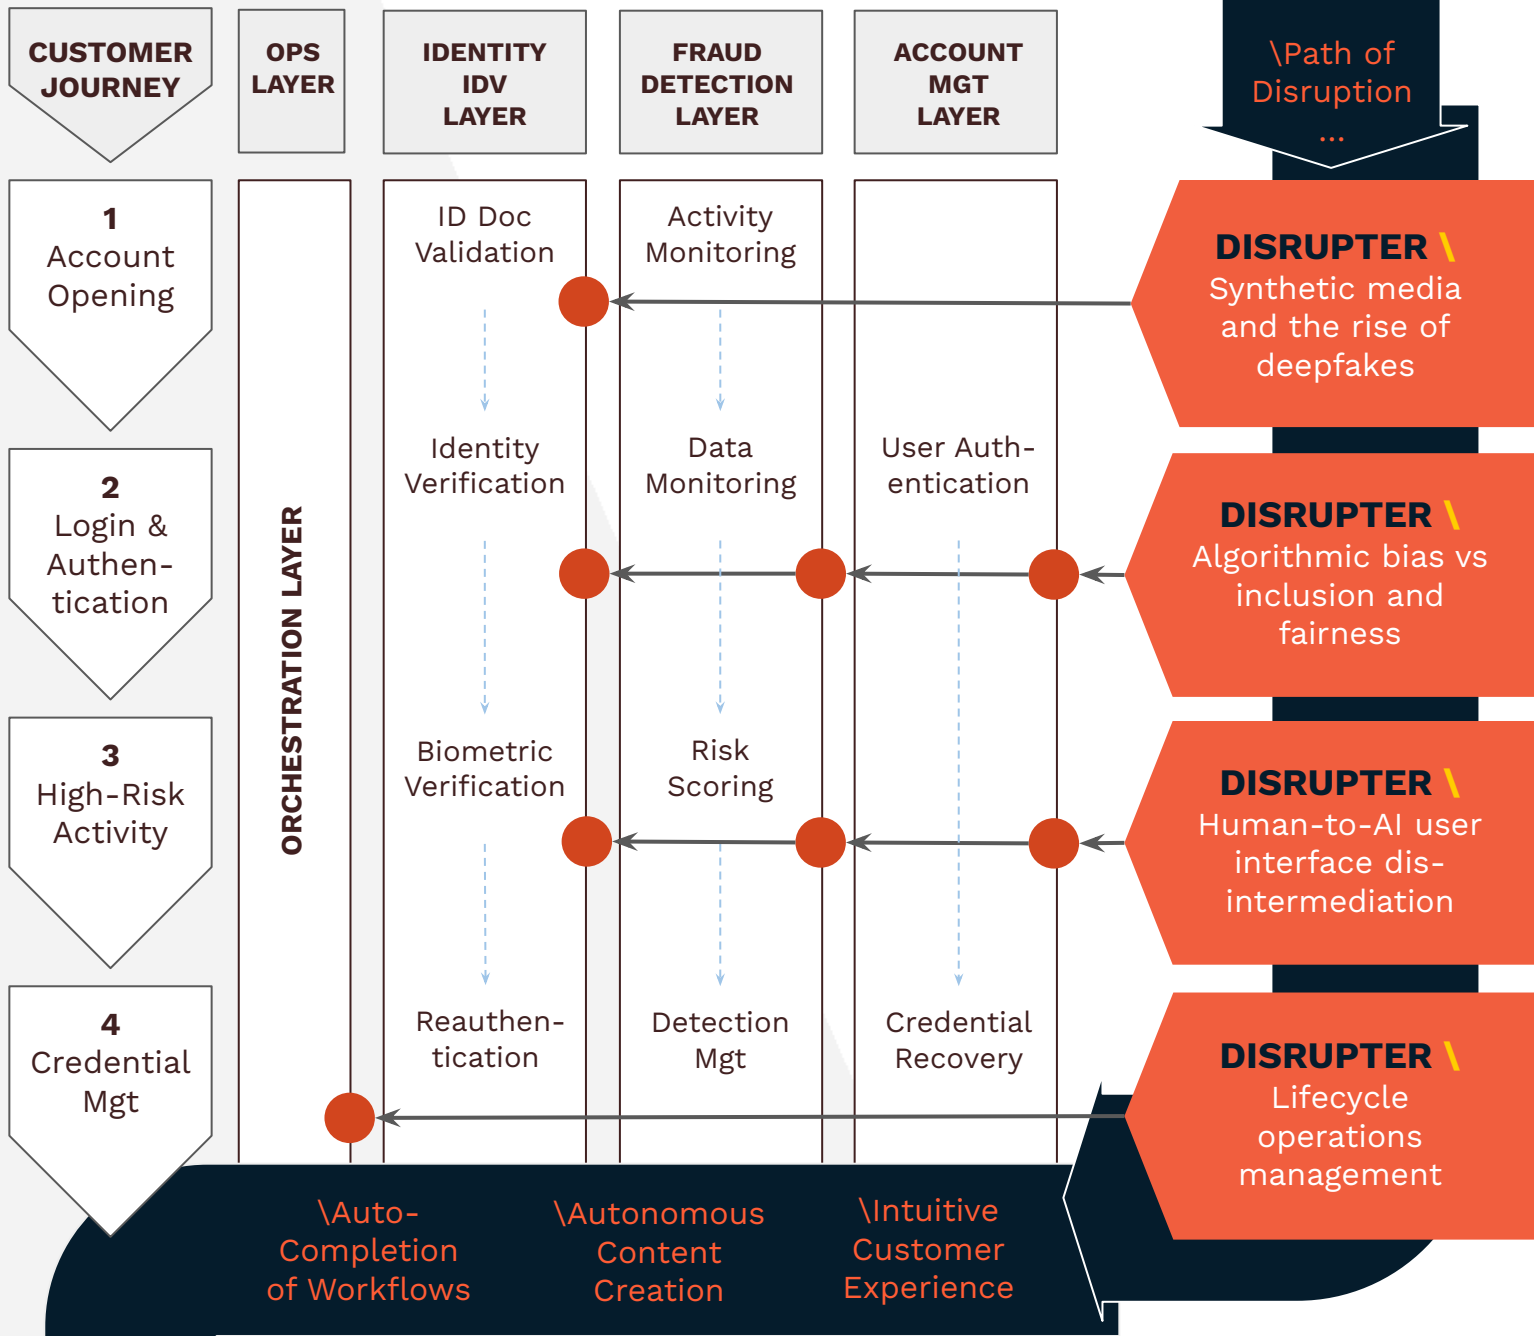 CUSTOMER
JOURNEY
OPS
LAYER
IDENTITY
IDV
LAYER
FRAUD
DETECTION
LAYER
ACCOUNT
MGT
LAYER
\Path of
Disruption
...
1
Account
Opening
2
Login &
Authen-
tication
3
High-Risk
Activity
4
Credential
Mgt
ORCHESTRATION LAYER
ID Doc
Validation
Identity
Verification
Biometric
Verification
Reauthen-
tication
Activity
Monitoring
Data
Monitoring
Risk
Scoring
Detection
Mgt
User Auth-
entication
Credential
Recovery
DISRUPTER \
Synthetic media
and the rise of
deepfakes
DISRUPTER \
Algorithmic bias vs
inclusion and
fairness
DISRUPTER \
Human-to-AI user
interface dis-
intermediation
DISRUPTER \
Lifecycle
operations
management
\Auto-
Completion
of Workflows
\Autonomous
Content
Creation
\Intuitive
Customer
Experience